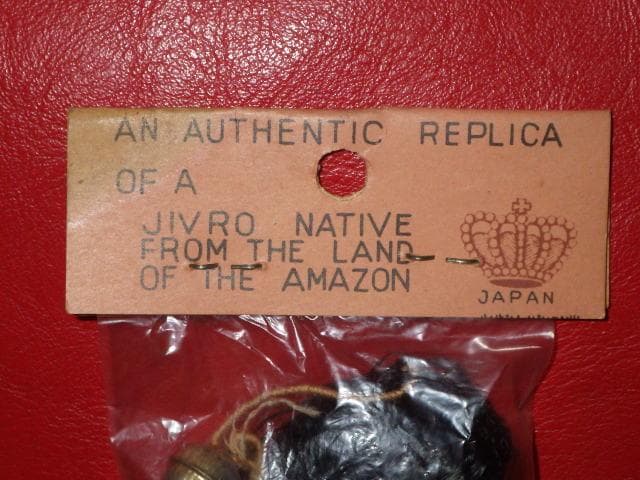 AN AUTHENTIC REPLICA
OF A
JIVRO NATIVE
FROM THE LAND
OF THE AMAZON
JAPAN